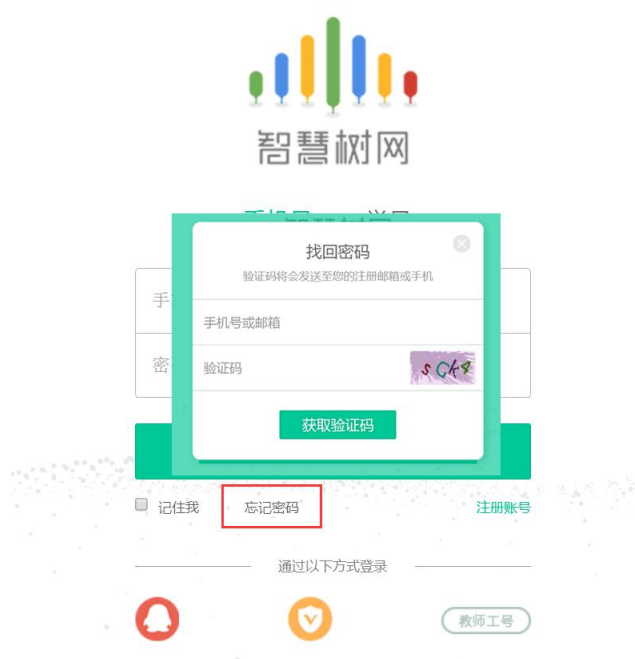 智慧树网
找回密码
验证码将会发送至您的注册邮箱或手机
手
手机号或邮箱
密
验证码
sGK4
获取验证码
记住我
忘记密码
注册账号
通过以下方式登录
教师工号